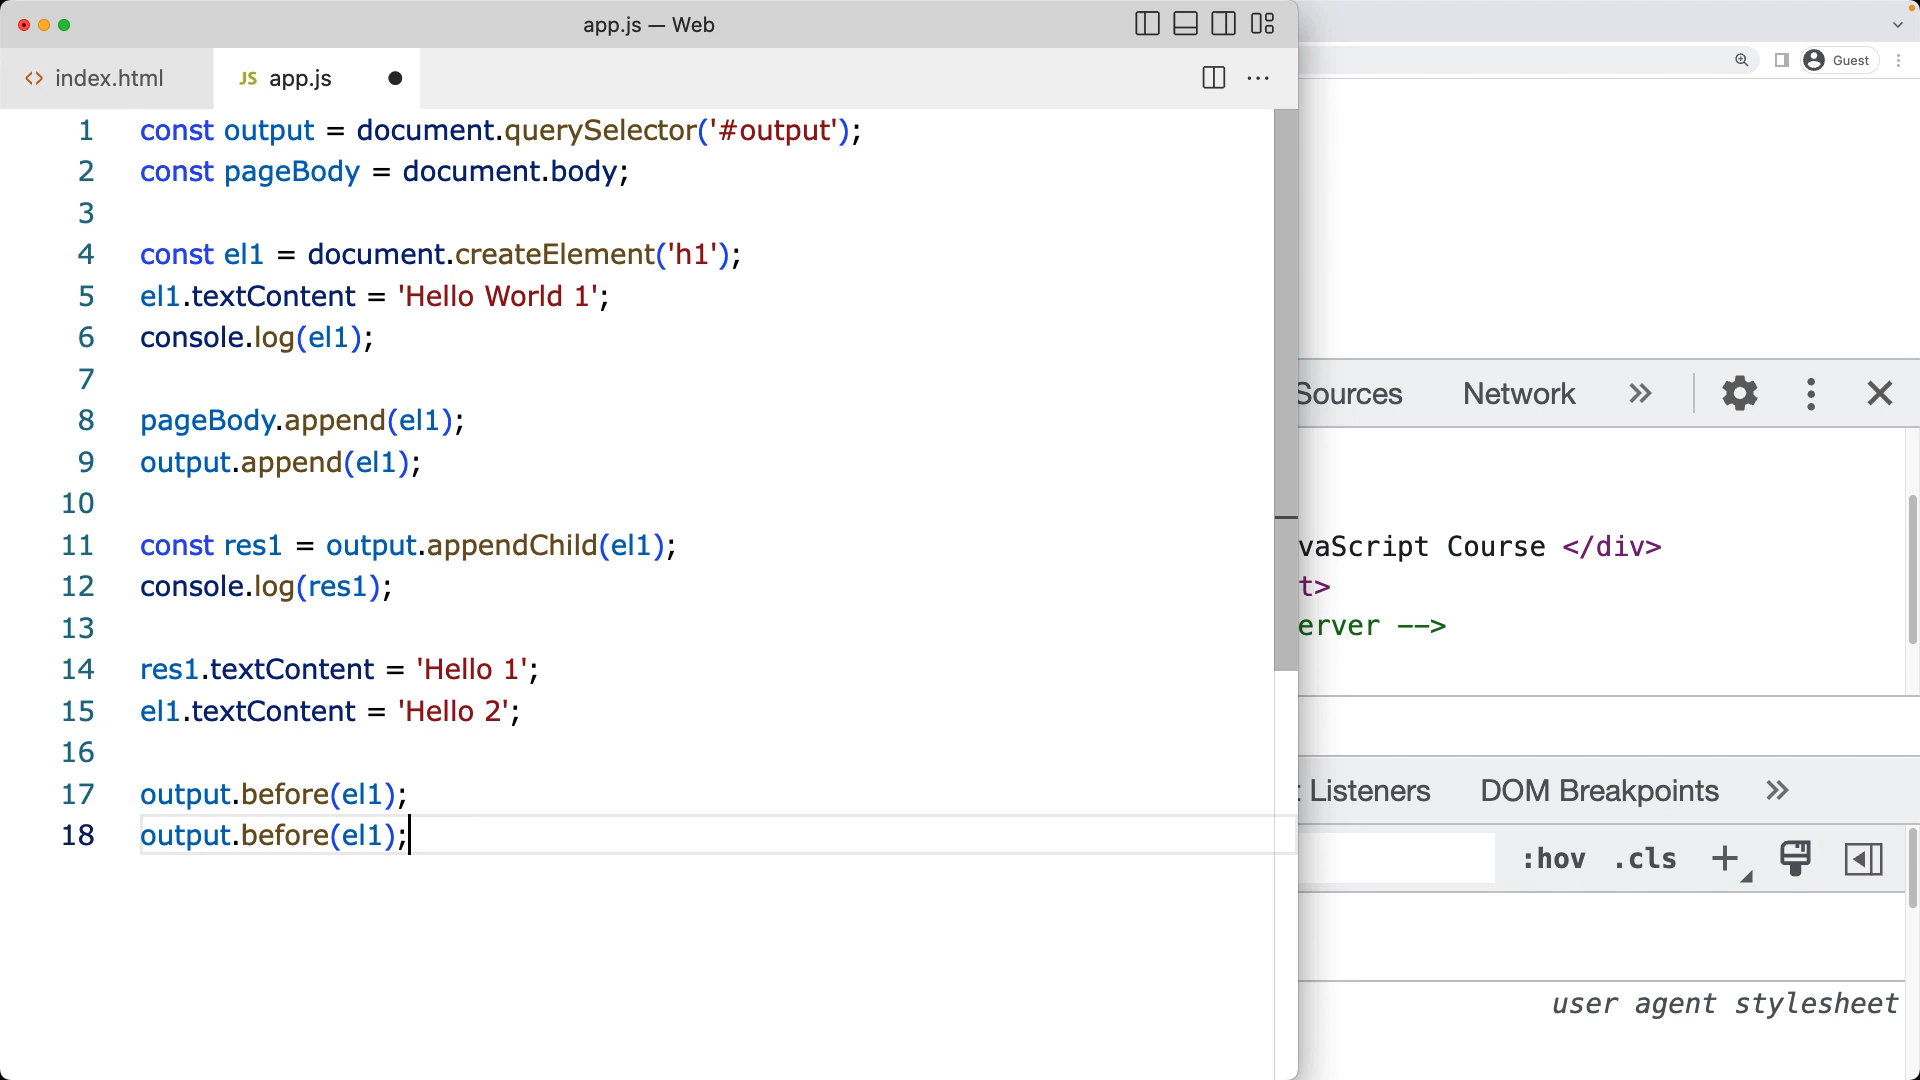 app.js — Web
index.html
JS app.js
Guest
1 const output = document.querySelector('#output');
2 const pageBody = document.body;
3
4 const el1 = document.createElement('h1');
5 el1.textContent = 'Hello World 1';
6 console.log(el1);
7
8 pageBody.append(el1);
9 output.append(el1);
10
11 const res1 = output.appendChild(el1);
12 console.log(res1);
13
14 res1.textContent = 'Hello 1';
15 el1.textContent = 'Hello 2';
16
17 output.before(el1);
18 output.before(el1);
Sources Network
vaScript Course </div>
t>
erver -->
Listeners DOM Breakpoints
:hov .cls
user agent stylesheet